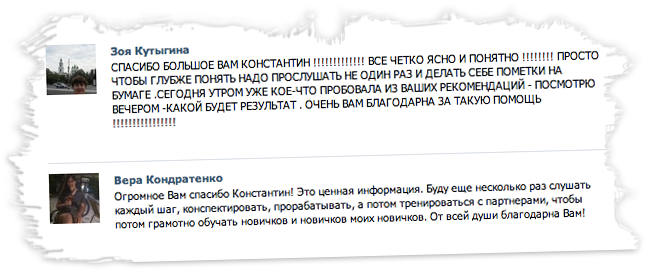 Зоя Кутыгина
СПАСИБО БОЛЬШОЕ ВАМ КОНСТАНТИН !!!!!!!!!!!!! ВСЕ ЧЕТКО ЯСНО И ПОНЯТНО !!!!!!!! ПРОСТО
ЧТОБЫ ГЛУБЖЕ ПОНЯТЬ НАДО ПРОСЛУШАТЬ НЕ ОДИН РАЗ И ДЕЛАТЬ СЕБЕ ПОМЕТКИ НА
БУМАГЕ .СЕГОДНЯ УТРОМ УЖЕ КОЕ-ЧТО ПРОБОВАЛА ИЗ ВАШИХ РЕКОМЕНДАЦИЙ - ПОСМОТРЮ
ВЕЧЕРОМ -КАКОЙ БУДЕТ РЕЗУЛЬТАТ . ОЧЕНЬ ВАМ БЛАГОДАРНА ЗА ТАКУЮ ПОМОЩЬ
!!!!!!!!!!!!!!!!
Вера Кондратенко
Огромное Вам спасибо Константин! Это ценная информация. Буду еще несколько раз слушать
каждый шаг, конспектировать, прорабатывать, а потом тренироваться с партнерами, чтобы
потом грамотно обучать новичков и новичков моих новичков. От всей души благодарна Вам!